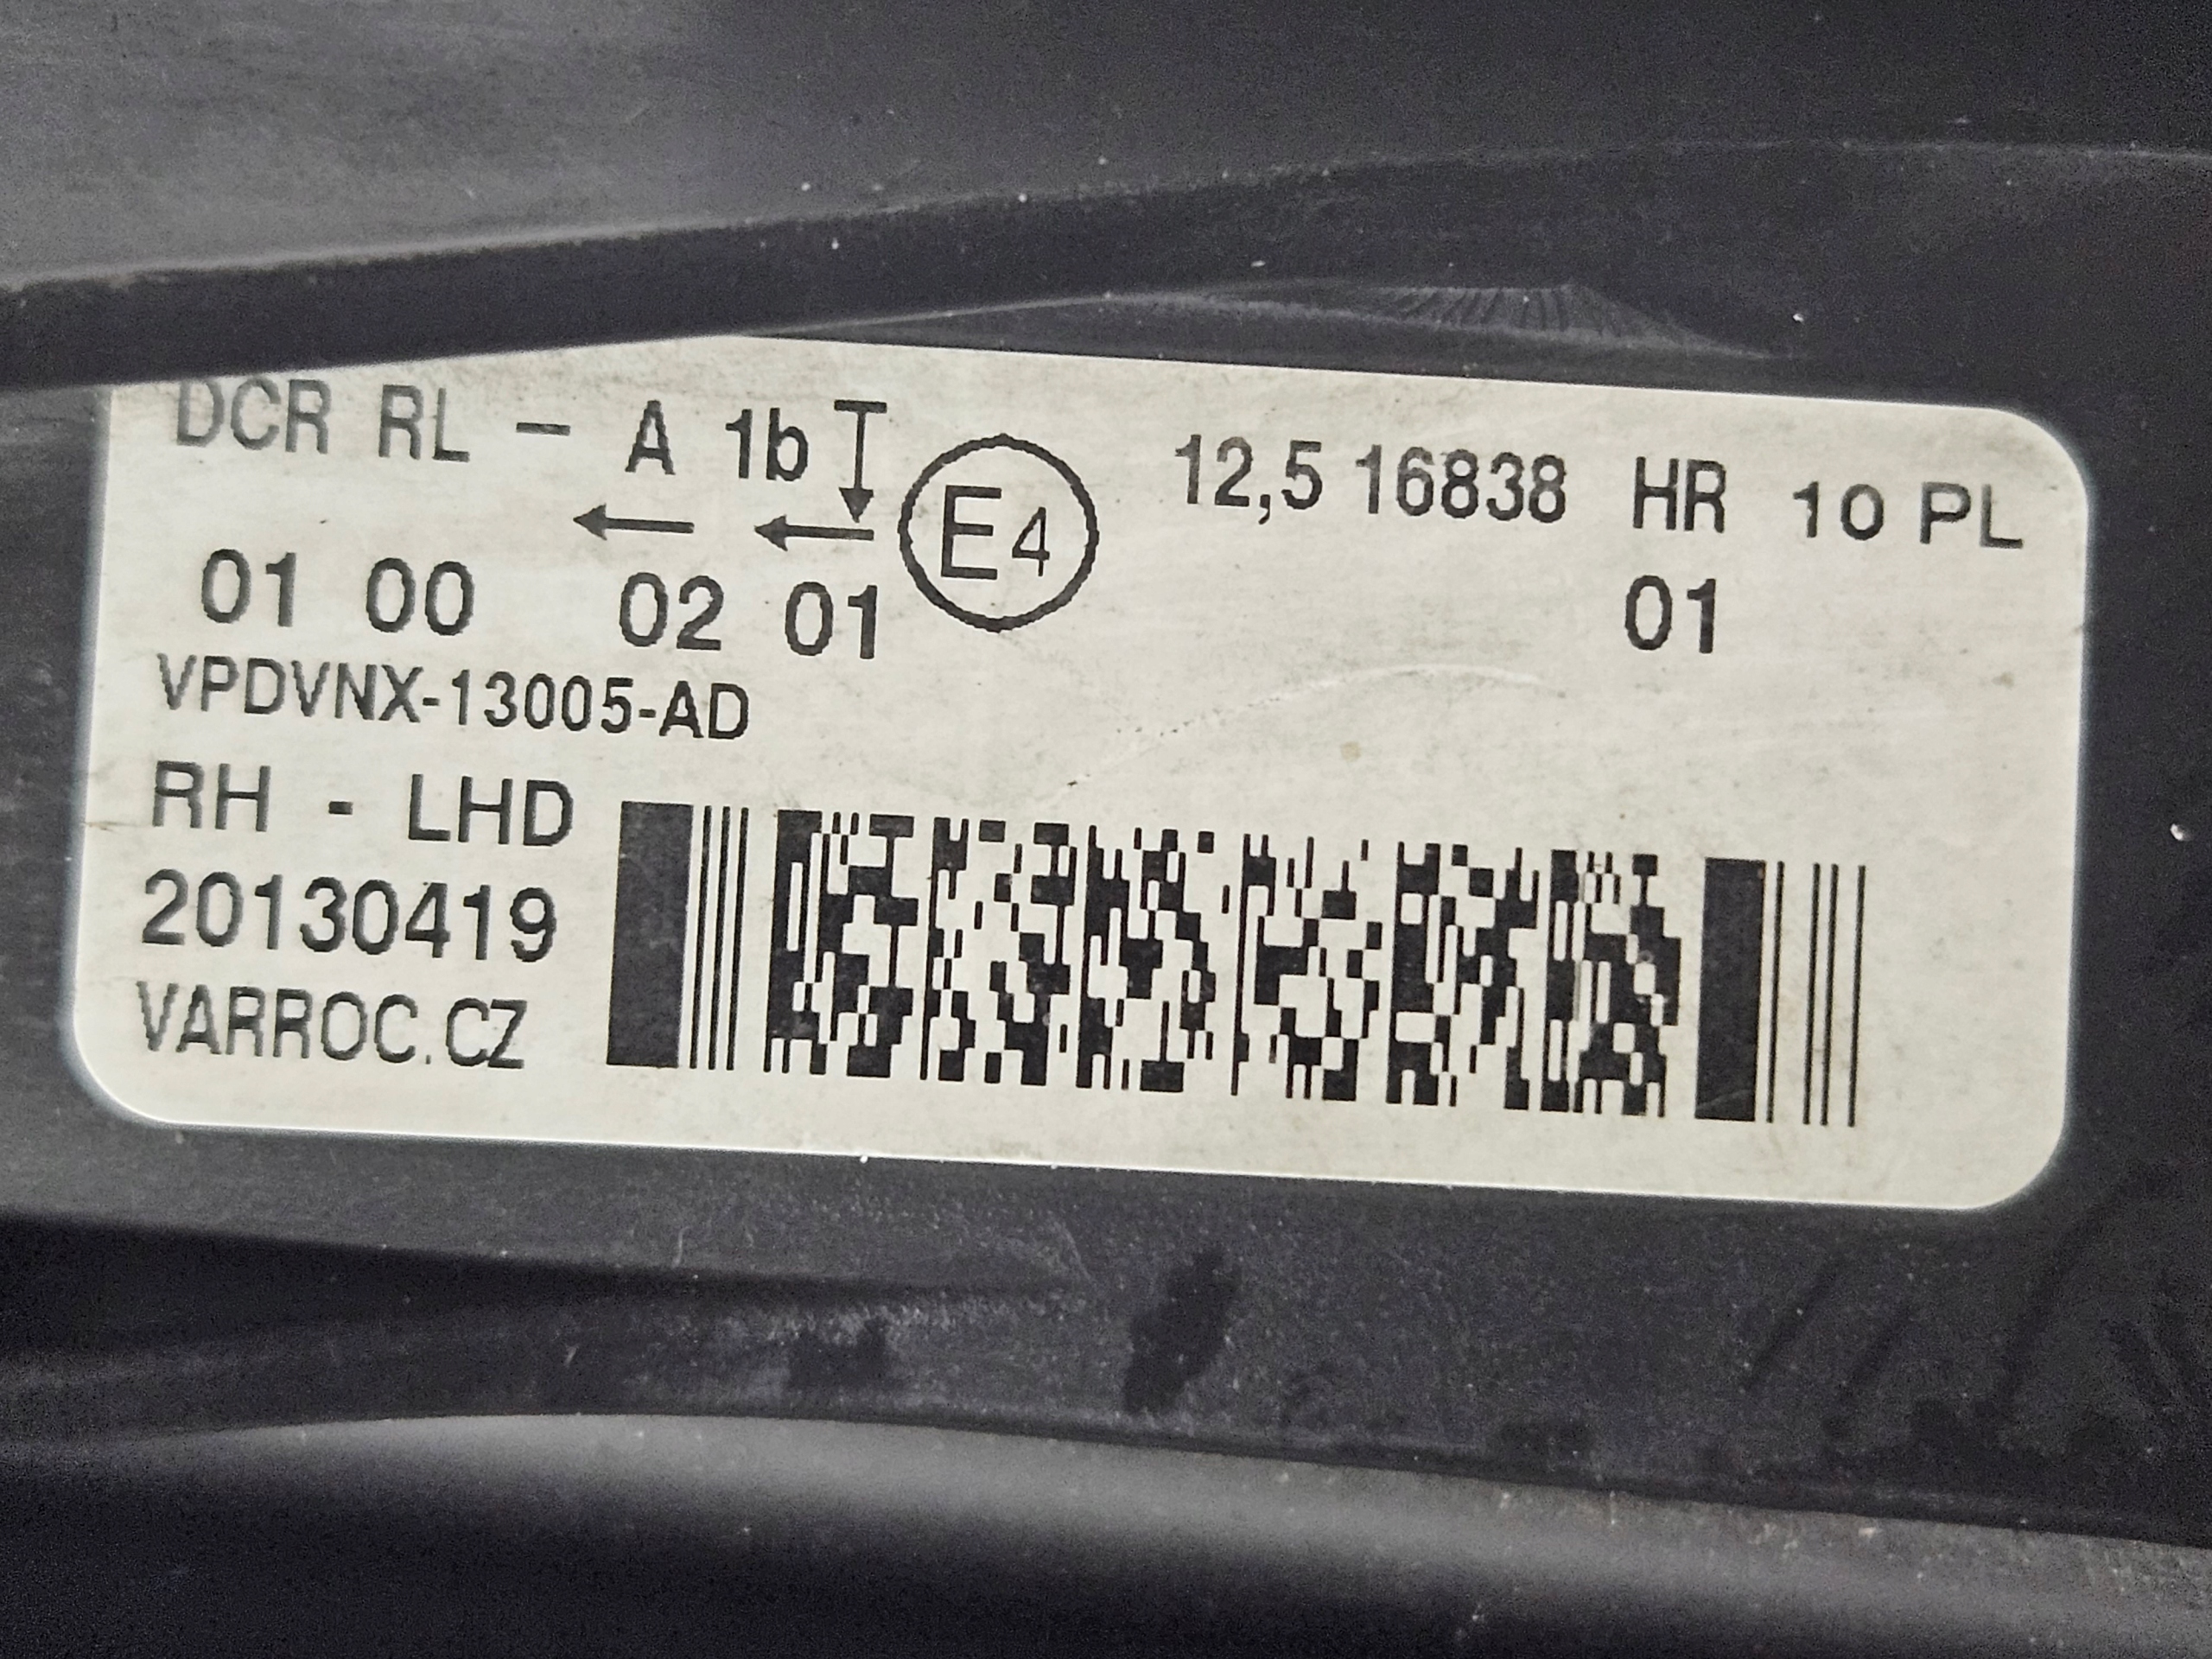 DCR RL - A 1b E4 12,5 16838 HR 10 PL
01 00 02 01 01
VPDVNX-13005-AD
RH - LHD
20130419
VARROC.CZ